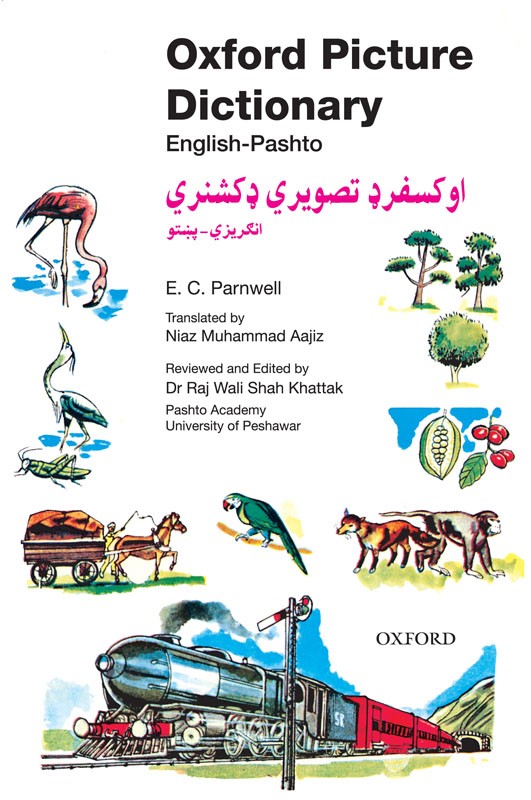 Oxford Picture
Dictionary
English-Pashto
اوکسفرډ تصويري ډکشنري
انګريزي-پښتو
E. C. Parnwell
Translated by
Niaz Muhammad Aajiz
Reviewed and Edited by
Dr Raj Wali Shah Khattak
Pashto Academy
University of Peshawar
OXFORD
SR